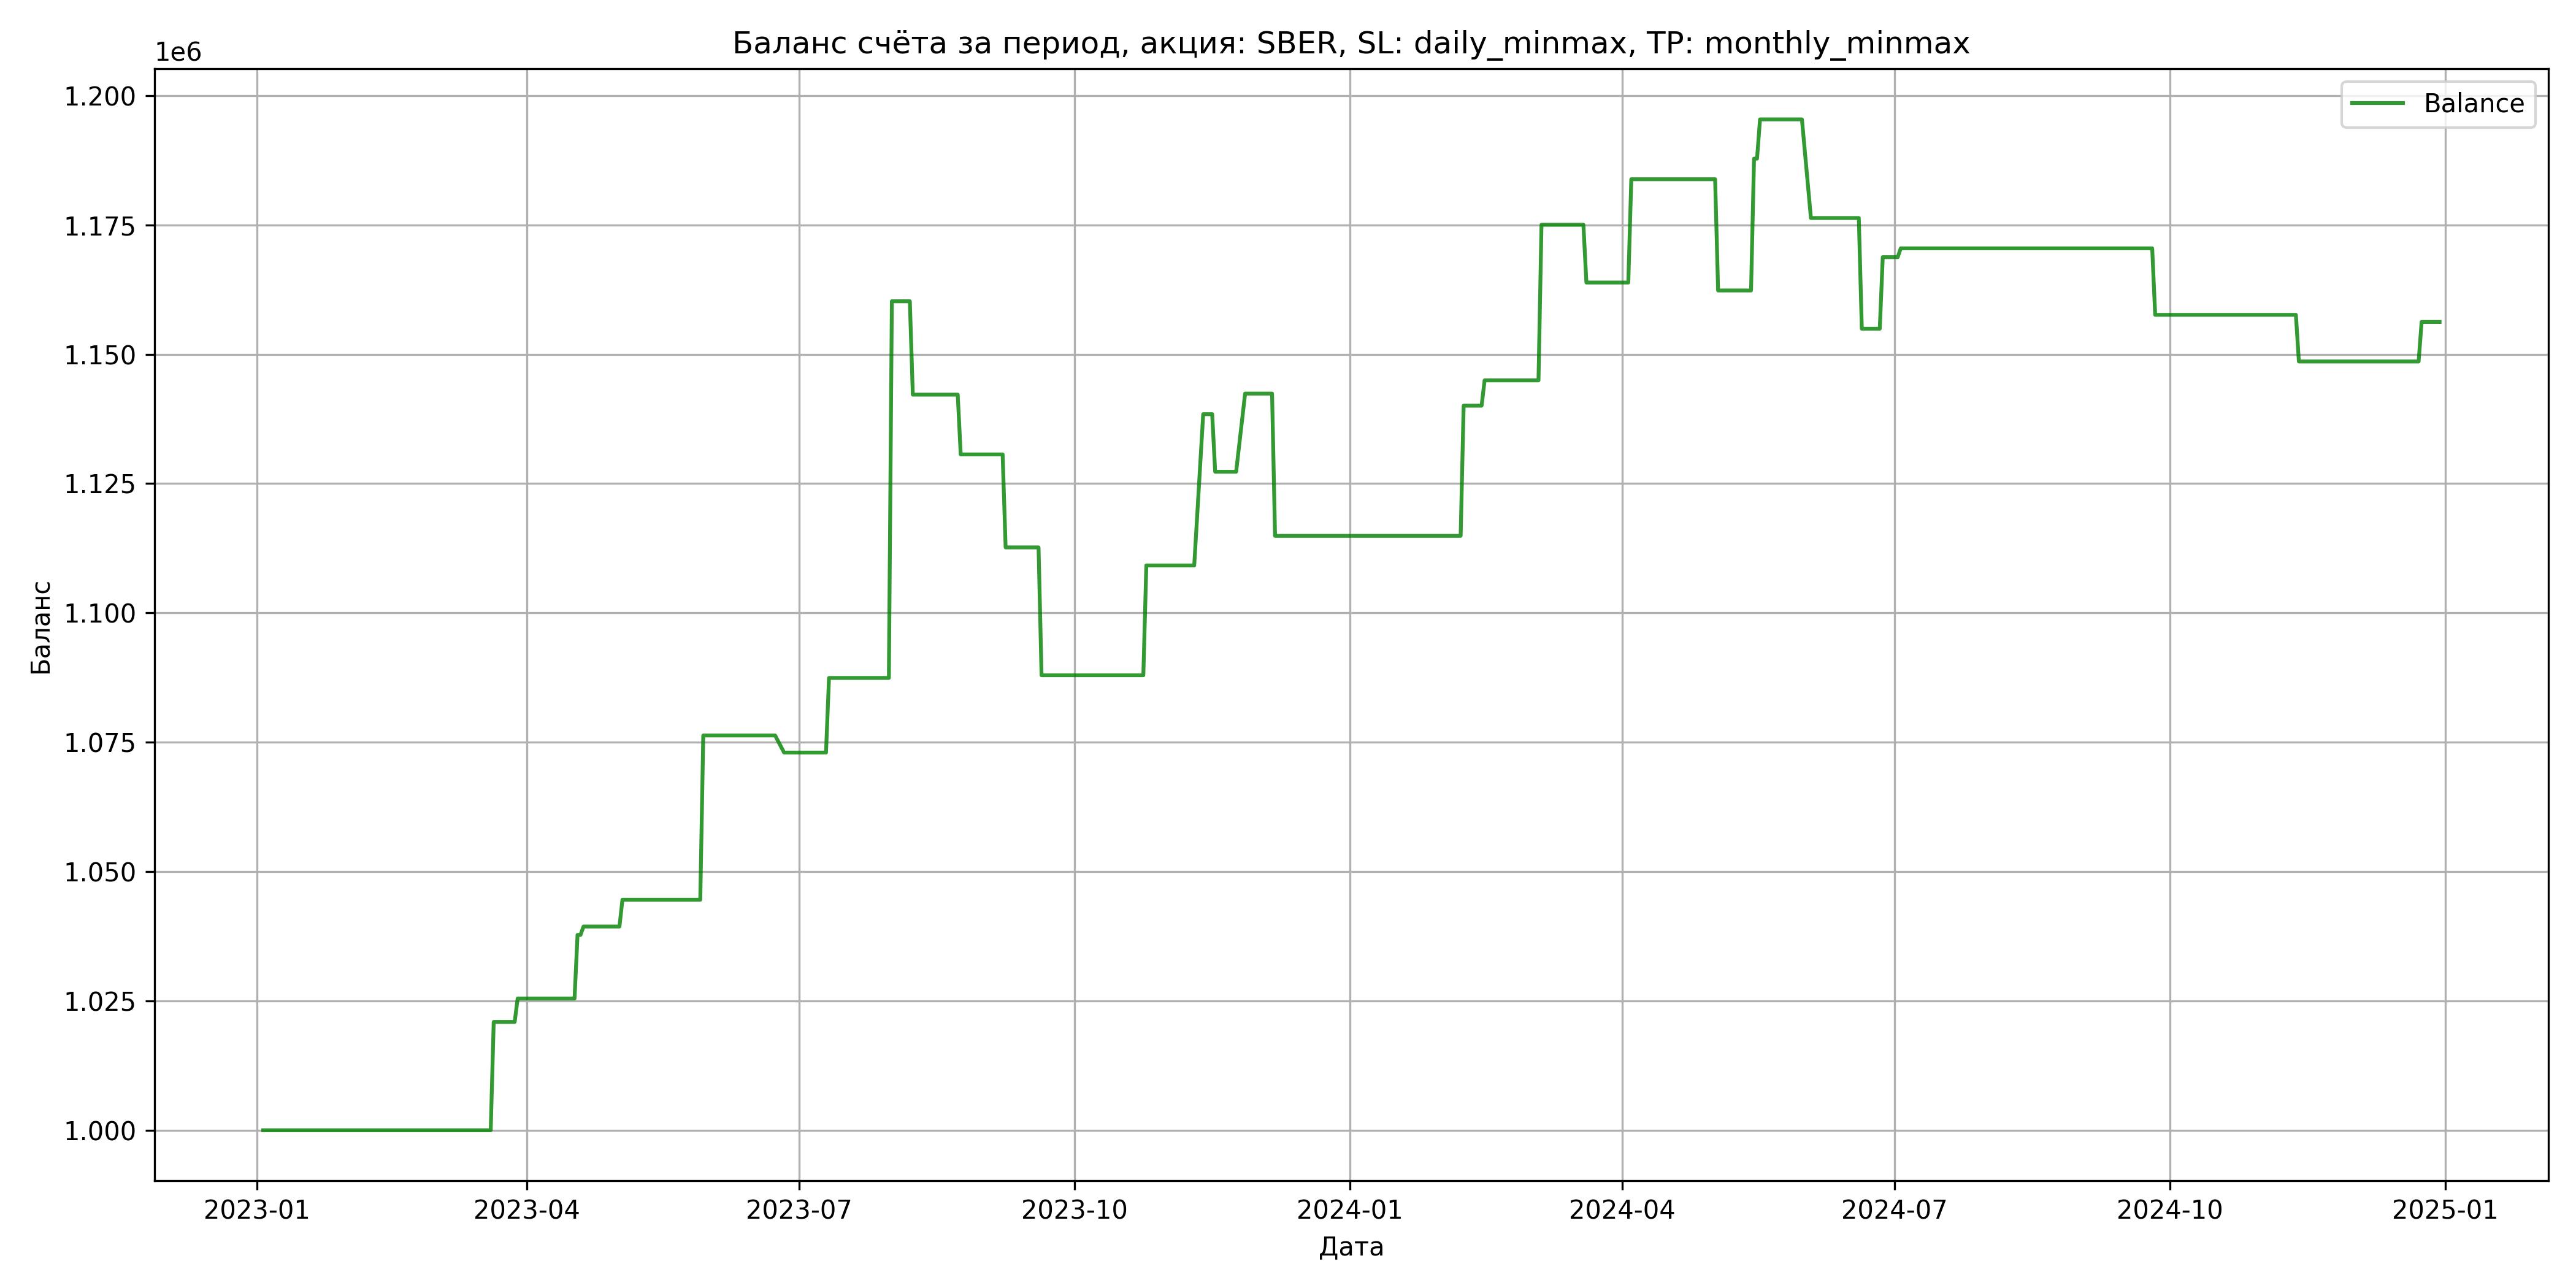 Баланс счёта за период, акция: SBER, SL: daily_minmax, TP: monthly_minmax
1e6
Balance
1.200
1.175
1.150
1.125
1.100
1.075
1.050
1.025
1.000
Баланс
2023-01 2023-04 2023-07 2023-10 2024-01 2024-04 2024-07 2024-10 2025-01
Дата